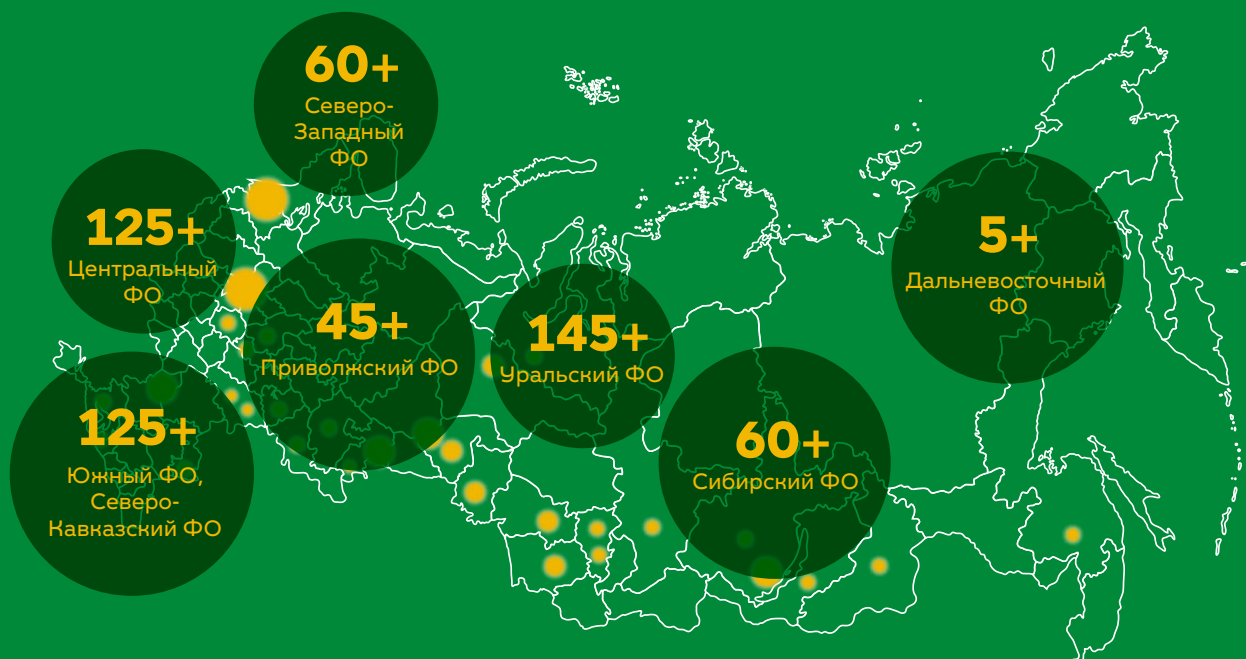 60+
Северо-
Западный
ФО
125+
Центральный
ФО
45+
Приволжский ФО
145+
Уральский ФО
5+
Дальневосточный
ФО
125+
Южный ФО,
Северо-
Кавказский ФО
60+
Сибирский ФО